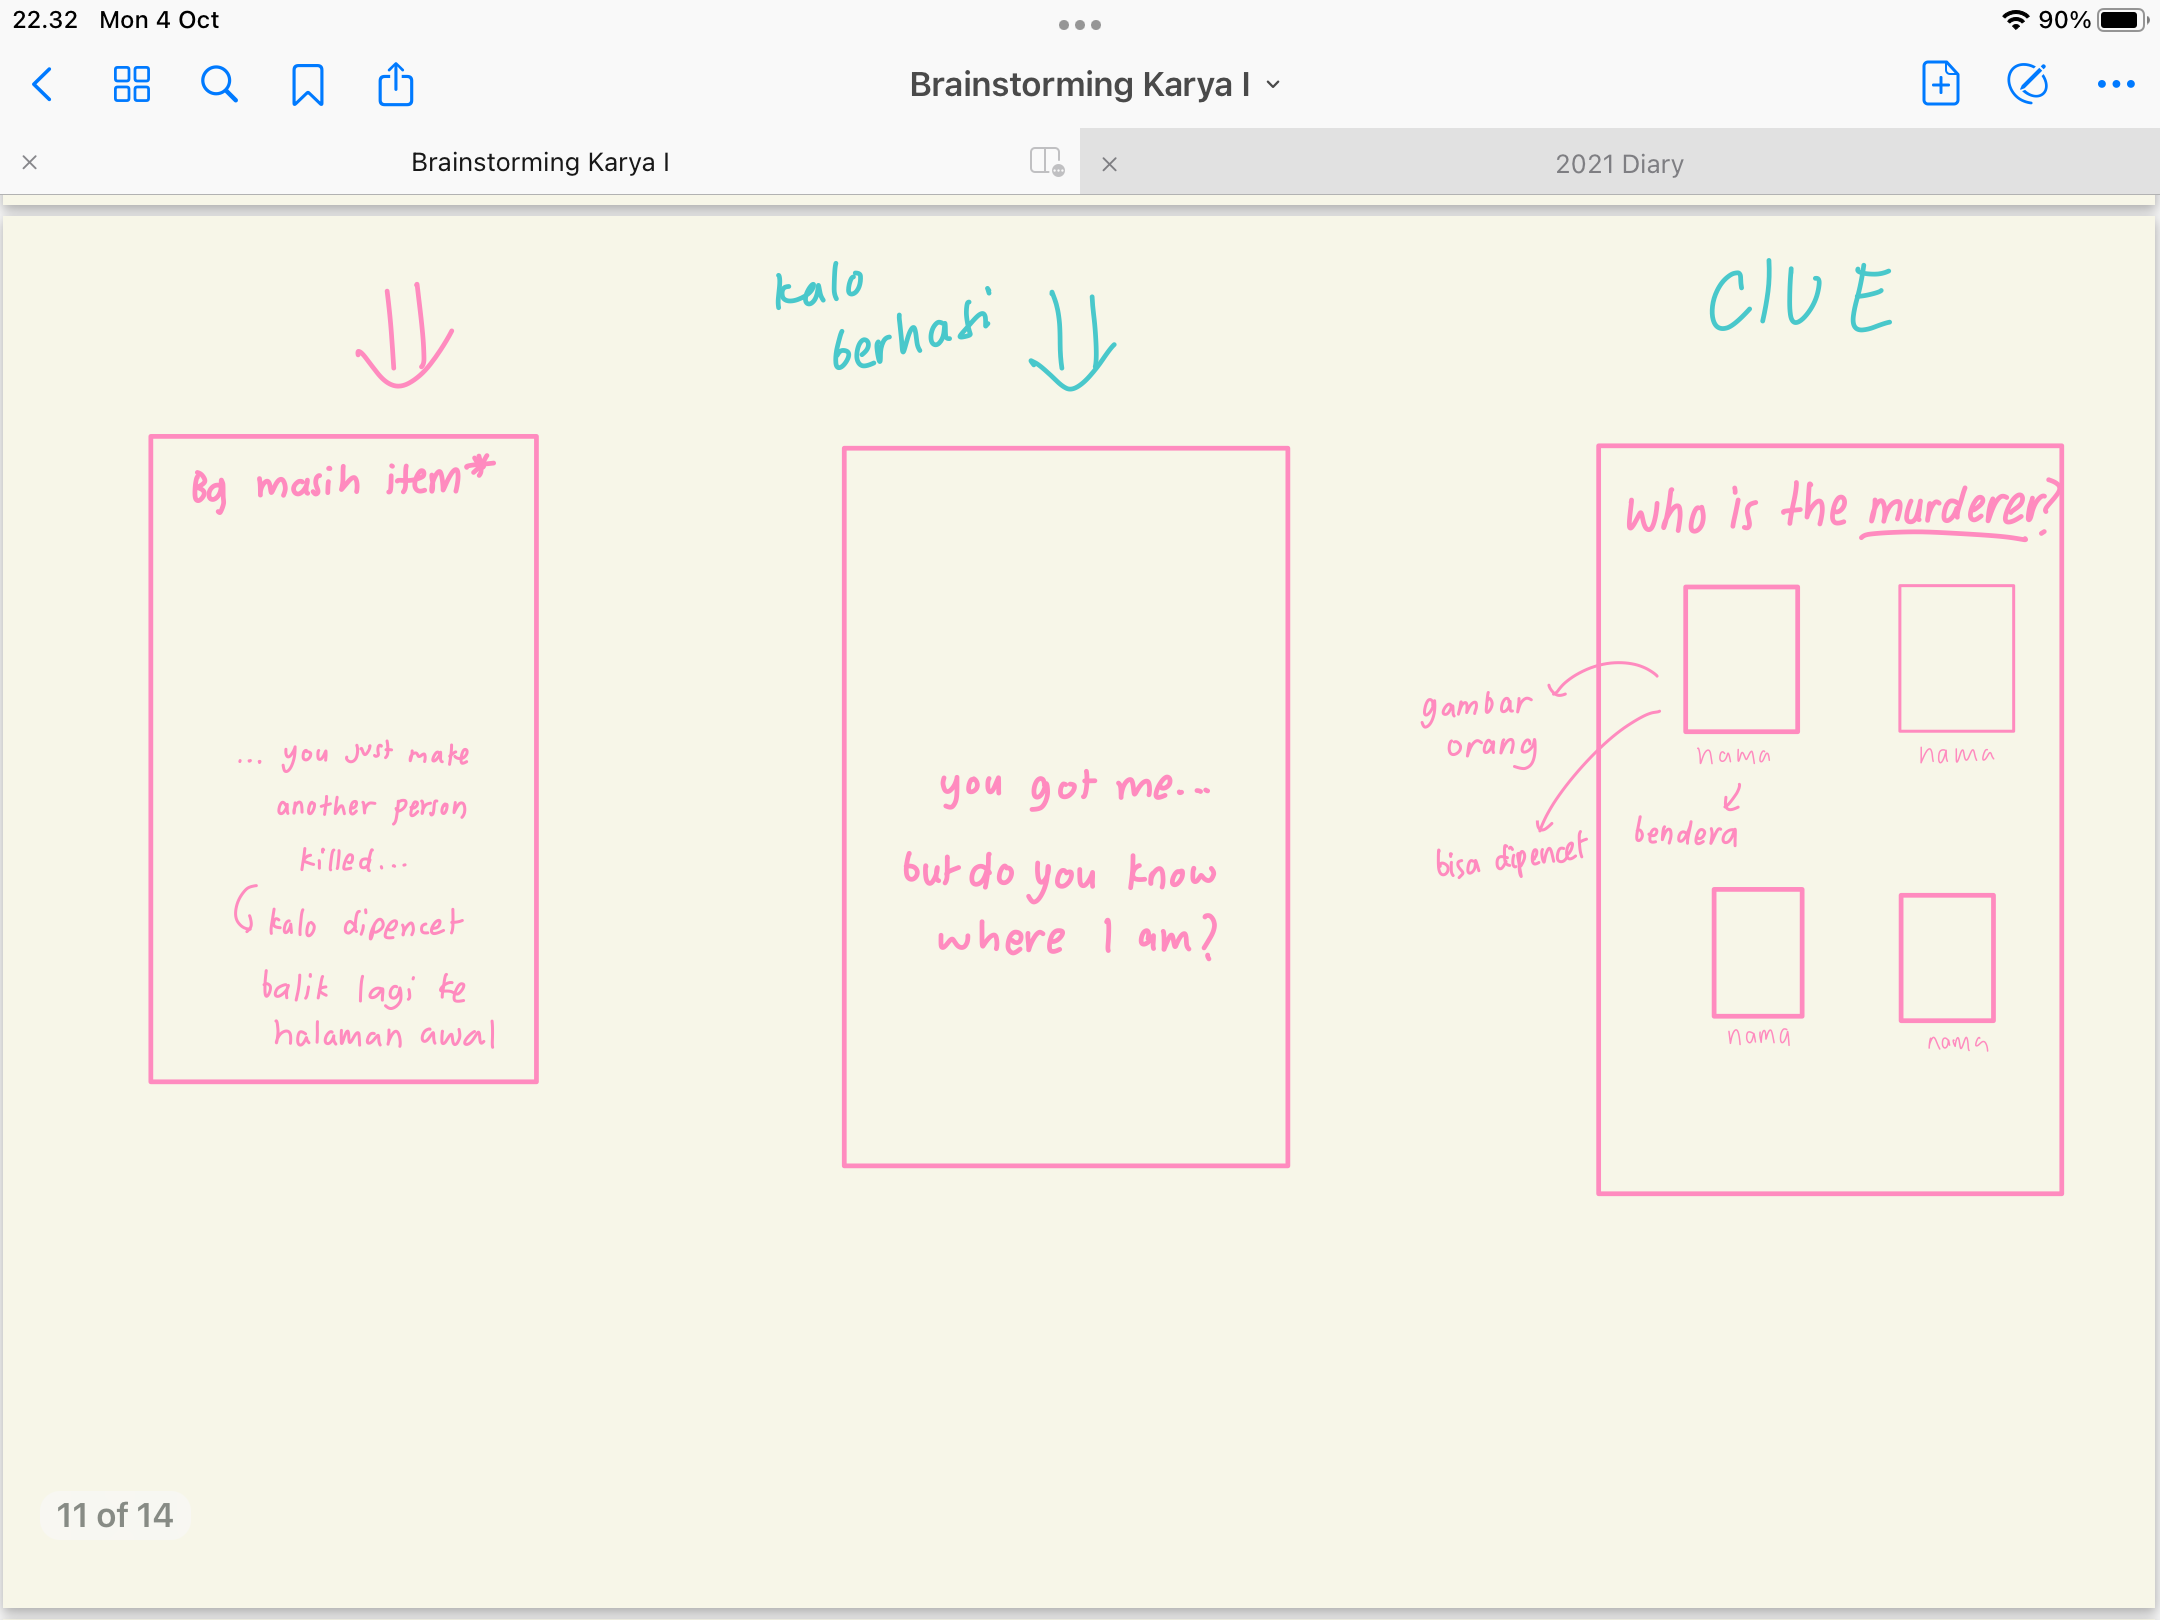 22.32 Mon 4 Oct
90%
Brainstorming Karya I
Brainstorming Karya I
2021 Diary
kalo
berhasi
ClUE
Bg masih item*
... you just make
another person
killed...
kalo dipencet
balik lagi ke
halaman awal
you got me...
but do you know
where I am?
Who is the murderer?
gambar
orang
bisa dipencet
nama
nama
bendera
nama
nama
11 of 14